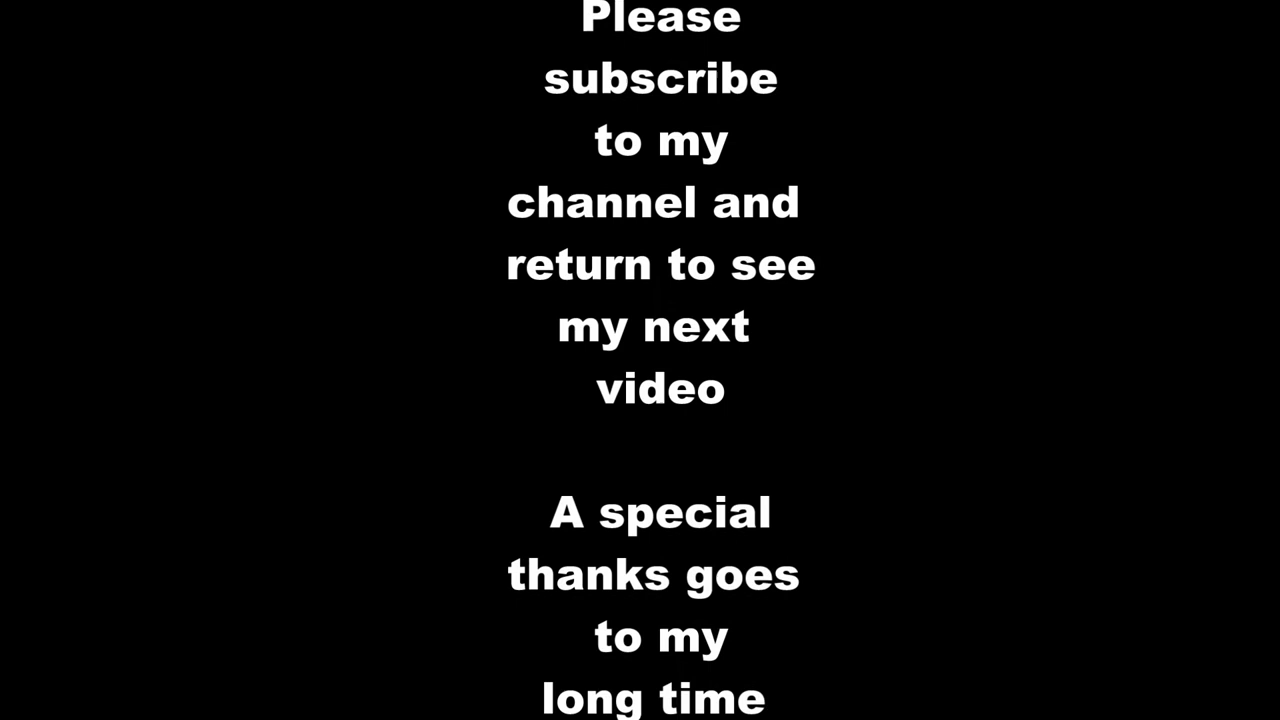 Please
subscribe
to my
channel and
return to see
my next
video
A special
thanks goes
to my
long time